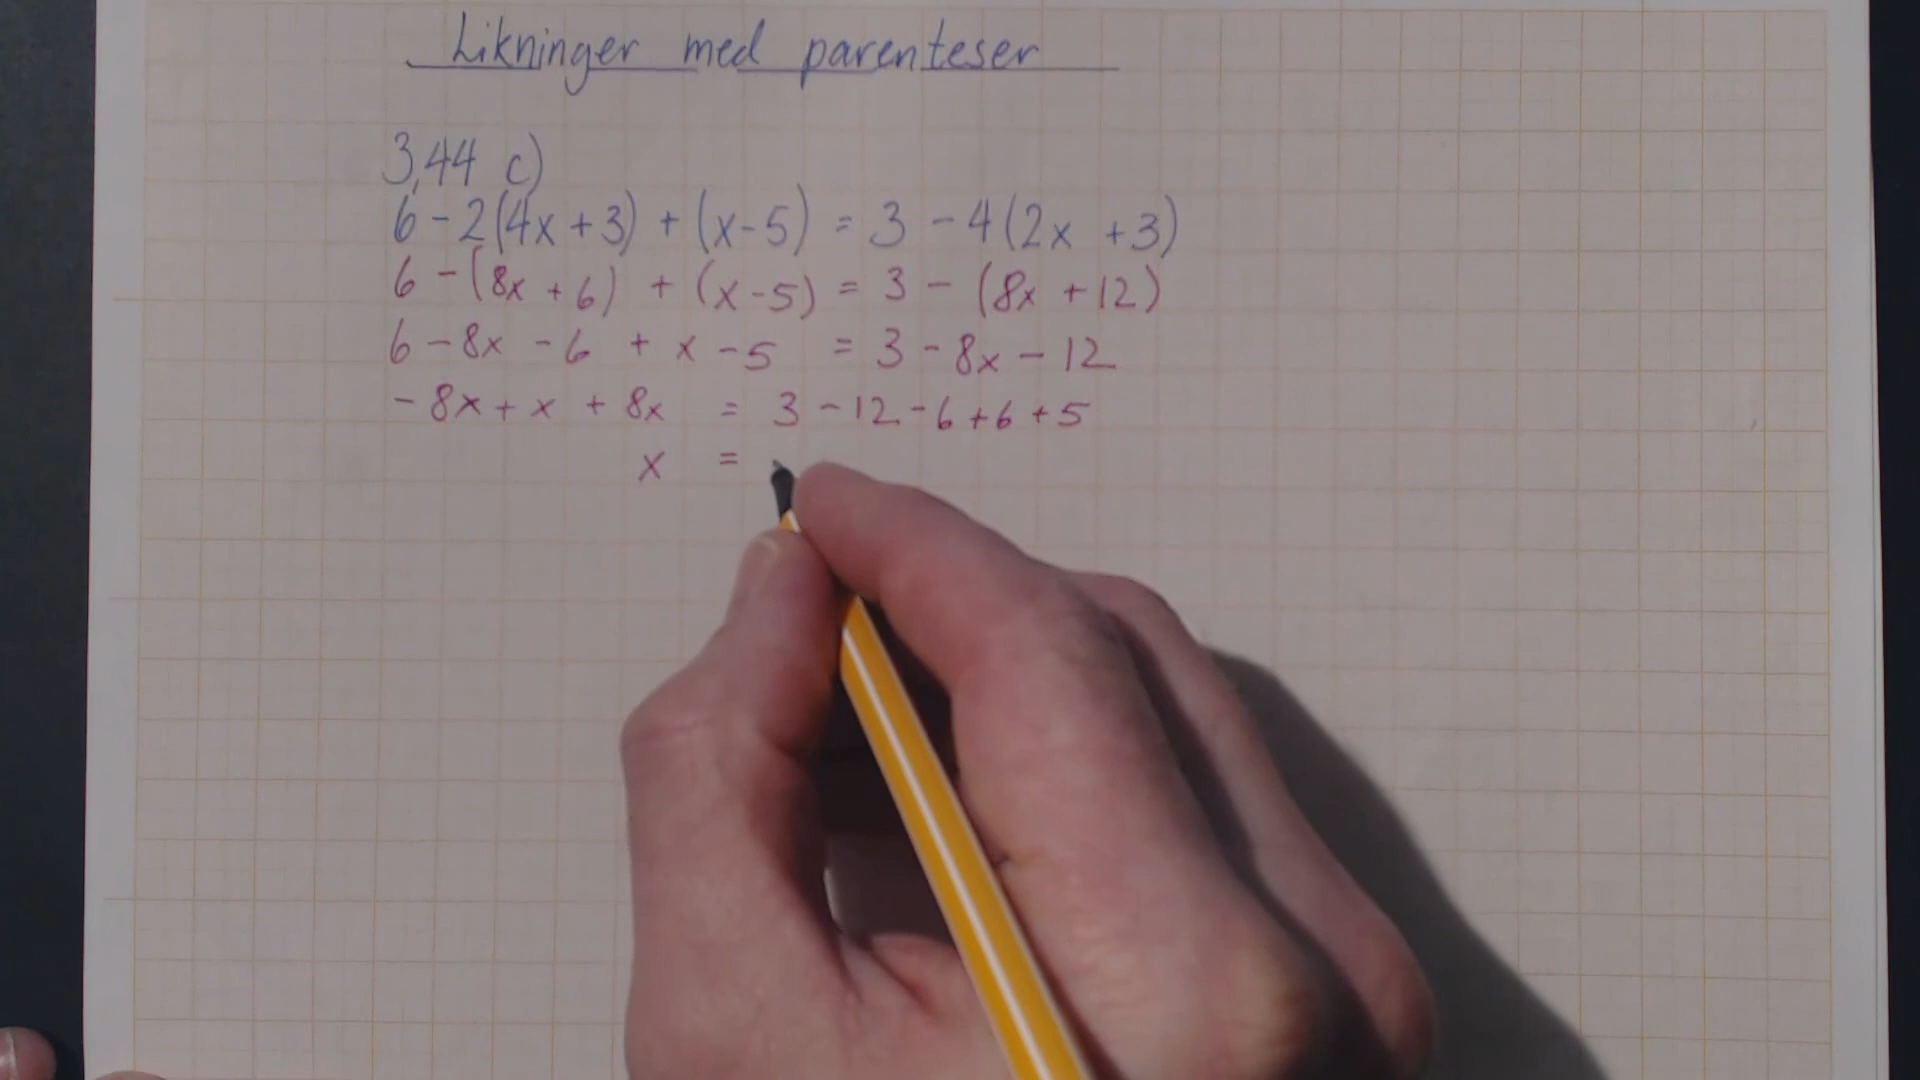 Likninger med parenteser
3,44 c)
6 - 2(4x + 3) + (x - 5) = 3 - 4(2x + 3)
6 - (8x + 6) + (x - 5) = 3 - (8x + 12)
6 - 8x - 6 + x - 5 = 3 - 8x - 12
- 8x + x + 8x = 3 - 12 - 6 + 6 + 5
x =